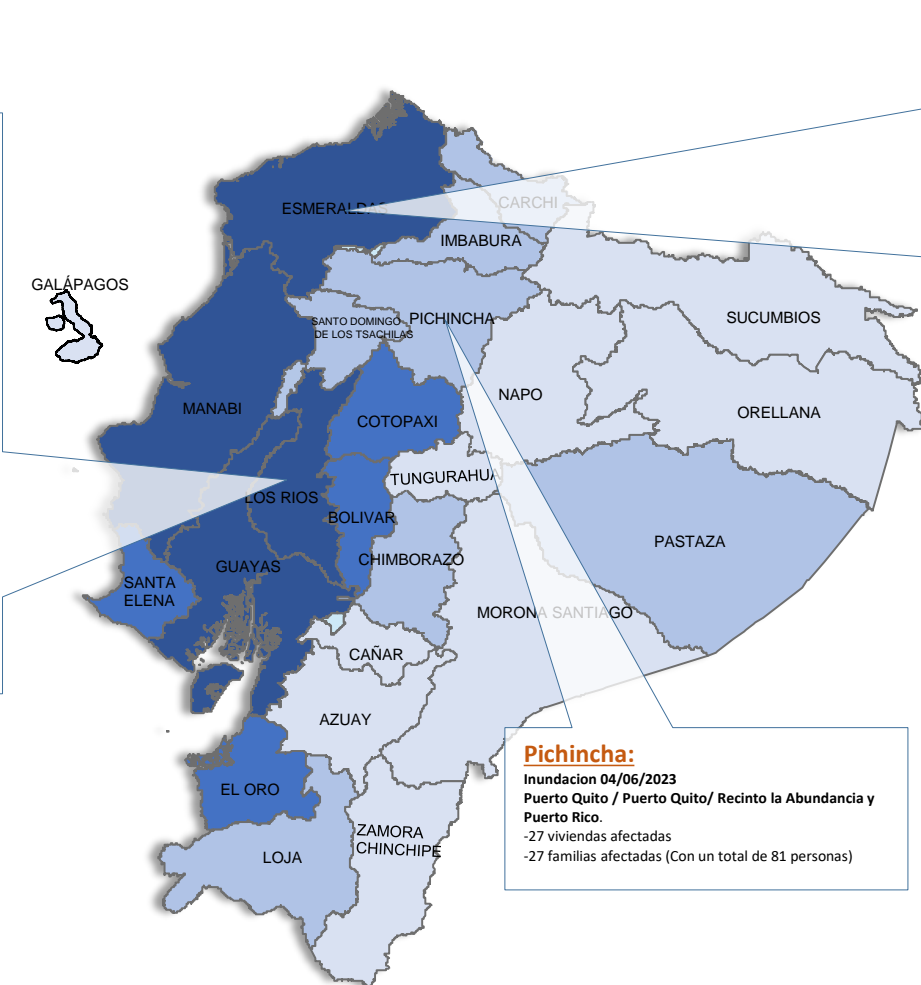 ESMERALDAS
CARCHI
IMBABURA
GALÁPAGOS
SANTO DOMINGO
DE LOS TSACHILAS
PICHINCHA
SUCUMBIOS
NAPO
MANABI
COTOPAXI
ORELLANA
TUNGURAHUA
LOS RIOS
BOLIVAR
PASTAZA
CHIMBORAZO
GUAYAS
SANTA
ELENA
MORONA SANTIAGO
CAÑAR
AZUAY
EL ORO
ZAMORA
CHINCHIPE
LOJA
Pichincha:
Inundacion 04/06/2023
Puerto Quito / Puerto Quito/ Recinto la Abundancia y
Puerto Rico.
-27 viviendas afectadas
-27 familias afectadas (Con un total de 81 personas)